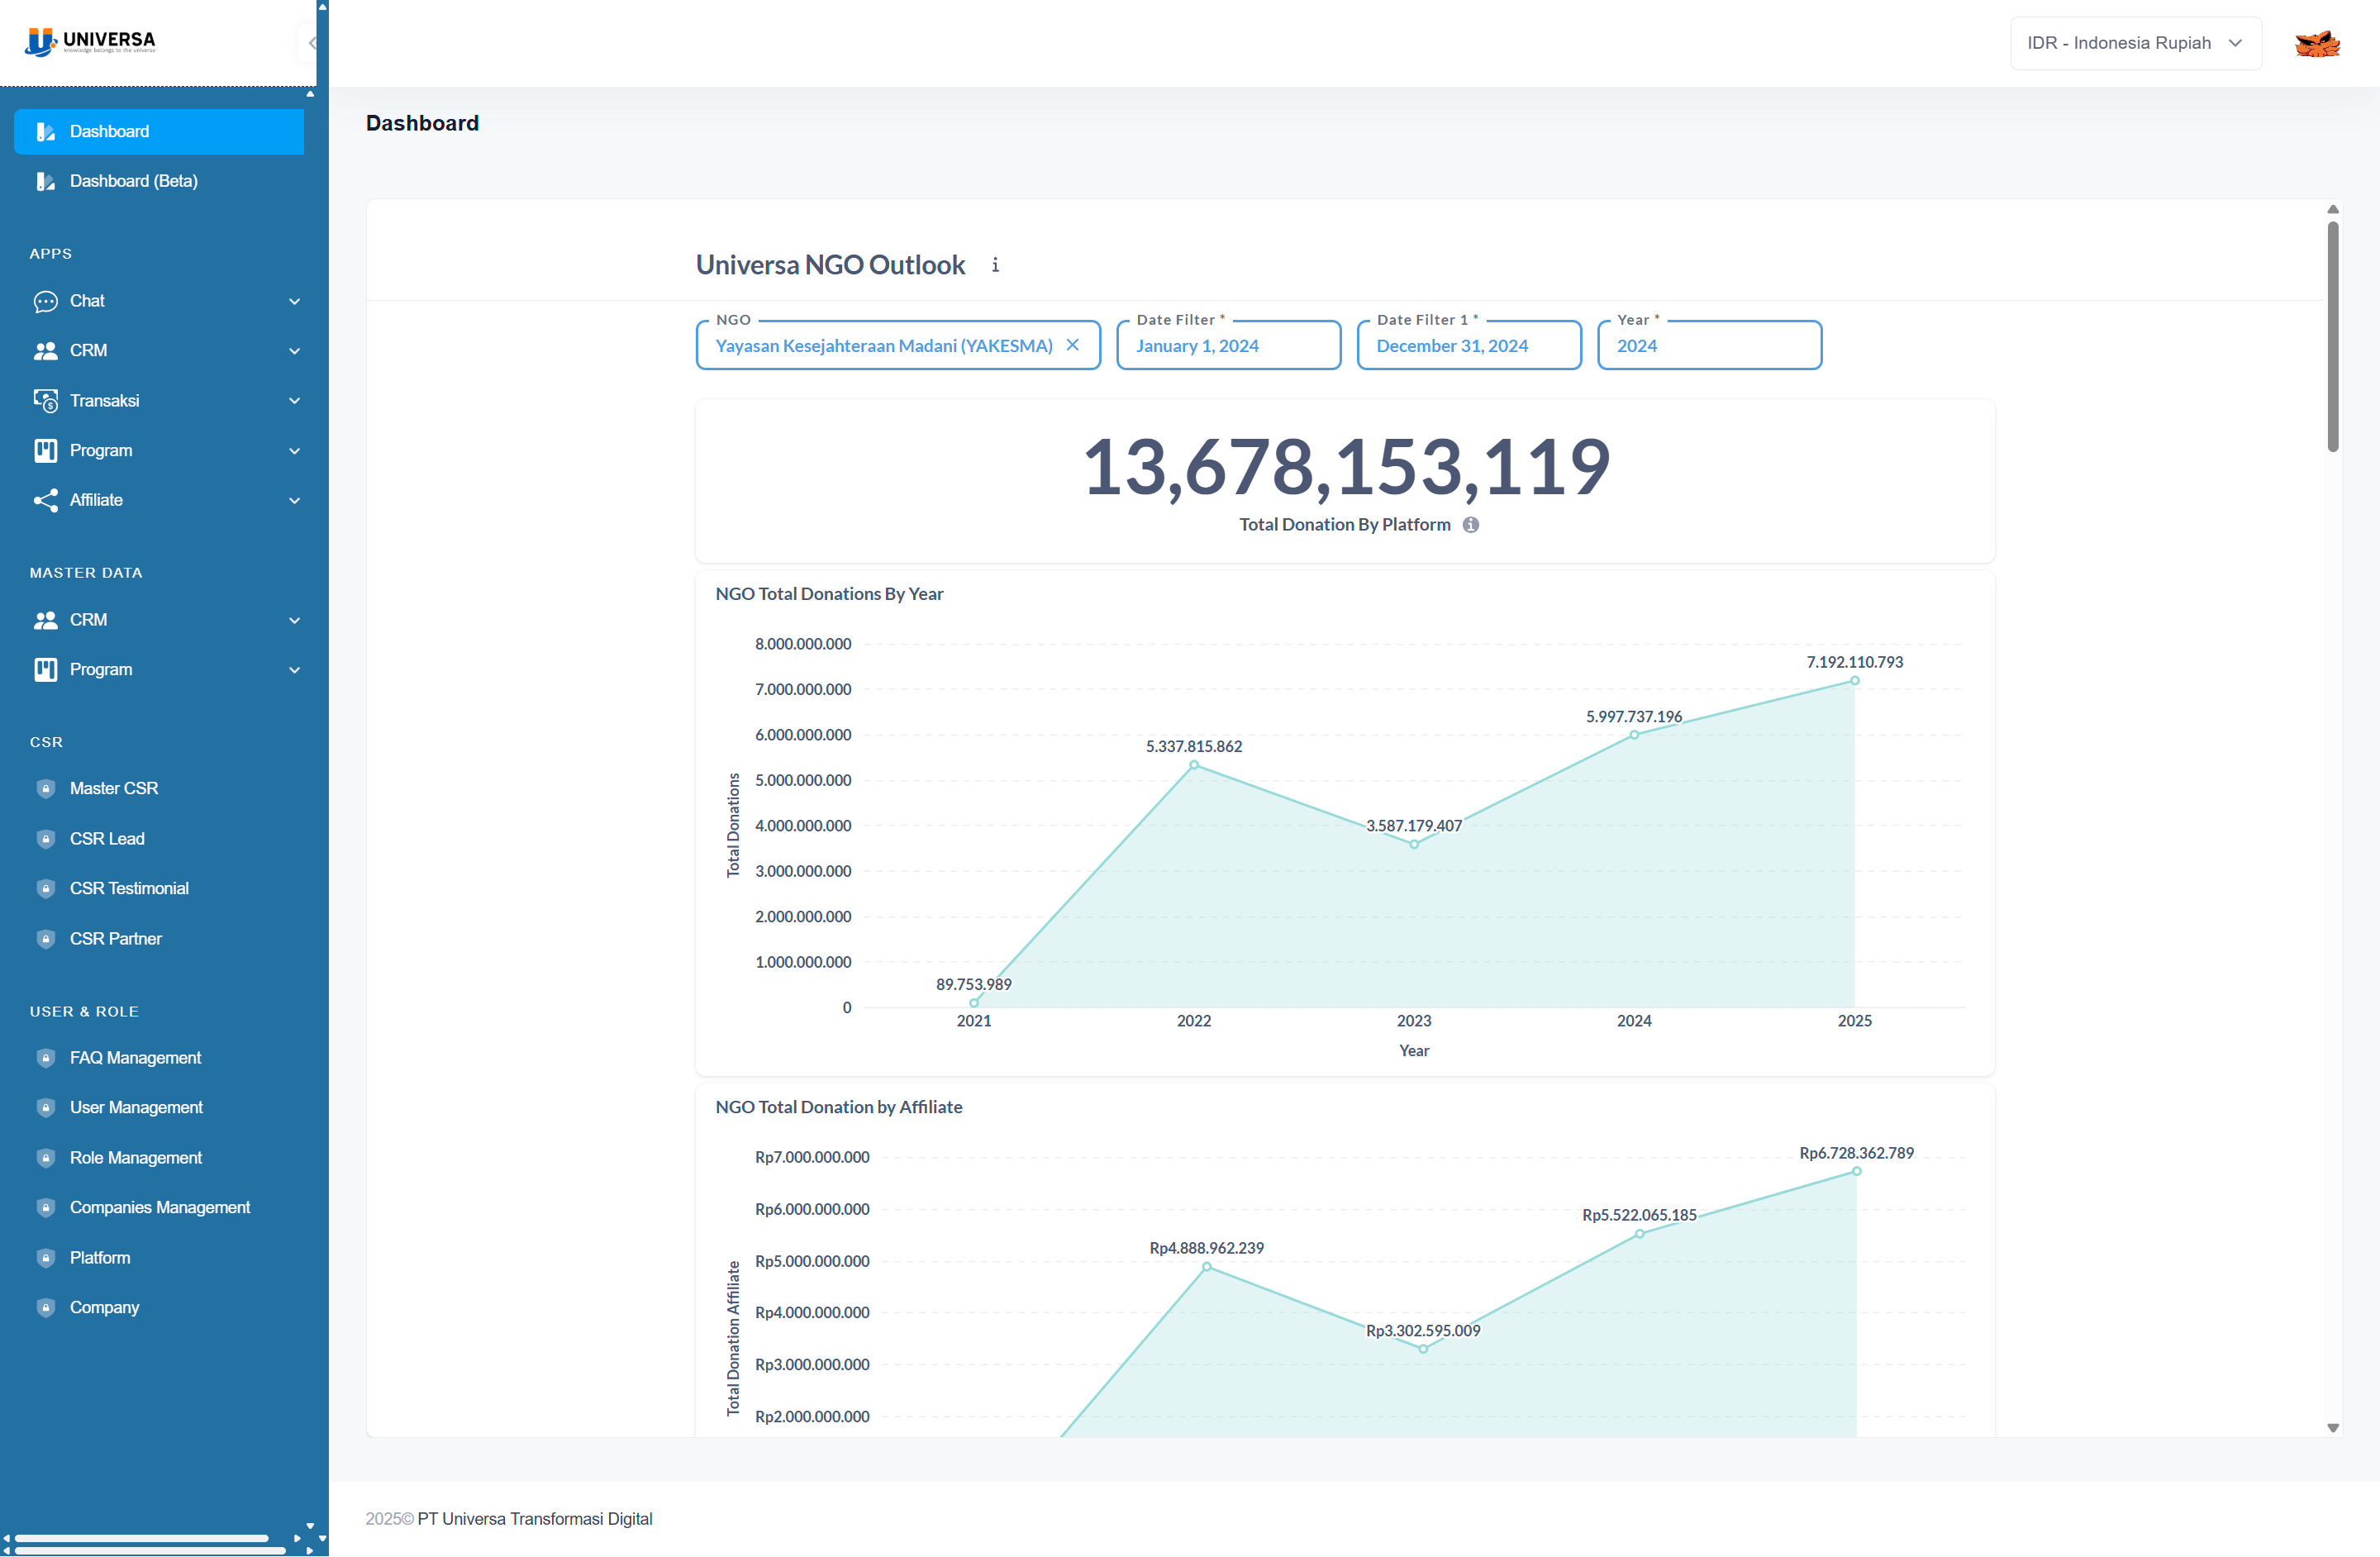 UNIVERSA
knowledge belongs to the universe
IDR - Indonesia Rupiah
Dashboard
Dashboard (Beta)
APPS
Chat
CRM
Transaksi
Program
Affiliate
MASTER DATA
CRM
Program
CSR
Master CSR
CSR Lead
CSR Testimonial
CSR Partner
USER & ROLE
FAQ Management
User Management
Role Management
Companies Management
Platform
Company
Dashboard
Universa NGO Outlook
NGO
Yayasan Kesejahteraan Madani (YAKESMA)
Date Filter *
January 1, 2024
Date Filter 1 *
December 31, 2024
Year *
2024
13,678,153,119
Total Donation By Platform
NGO Total Donations By Year
Total Donations
8.000.000.000
7.000.000.000
6.000.000.000
5.000.000.000
4.000.000.000
3.000.000.000
2.000.000.000
1.000.000.000
0
89.753.989
5.337.815.862
3.587.179.407
5.997.737.196
7.192.110.793
2021
2022
2023
2024
2025
Year
NGO Total Donation by Affiliate
Total Donation Affiliate
Rp7.000.000.000
Rp6.000.000.000
Rp5.000.000.000
Rp4.000.000.000
Rp3.000.000.000
Rp2.000.000.000
Rp4.888.962.239
Rp3.302.595.009
Rp5.522.065.185
Rp6.728.362.789
2025© PT Universa Transformasi Digital